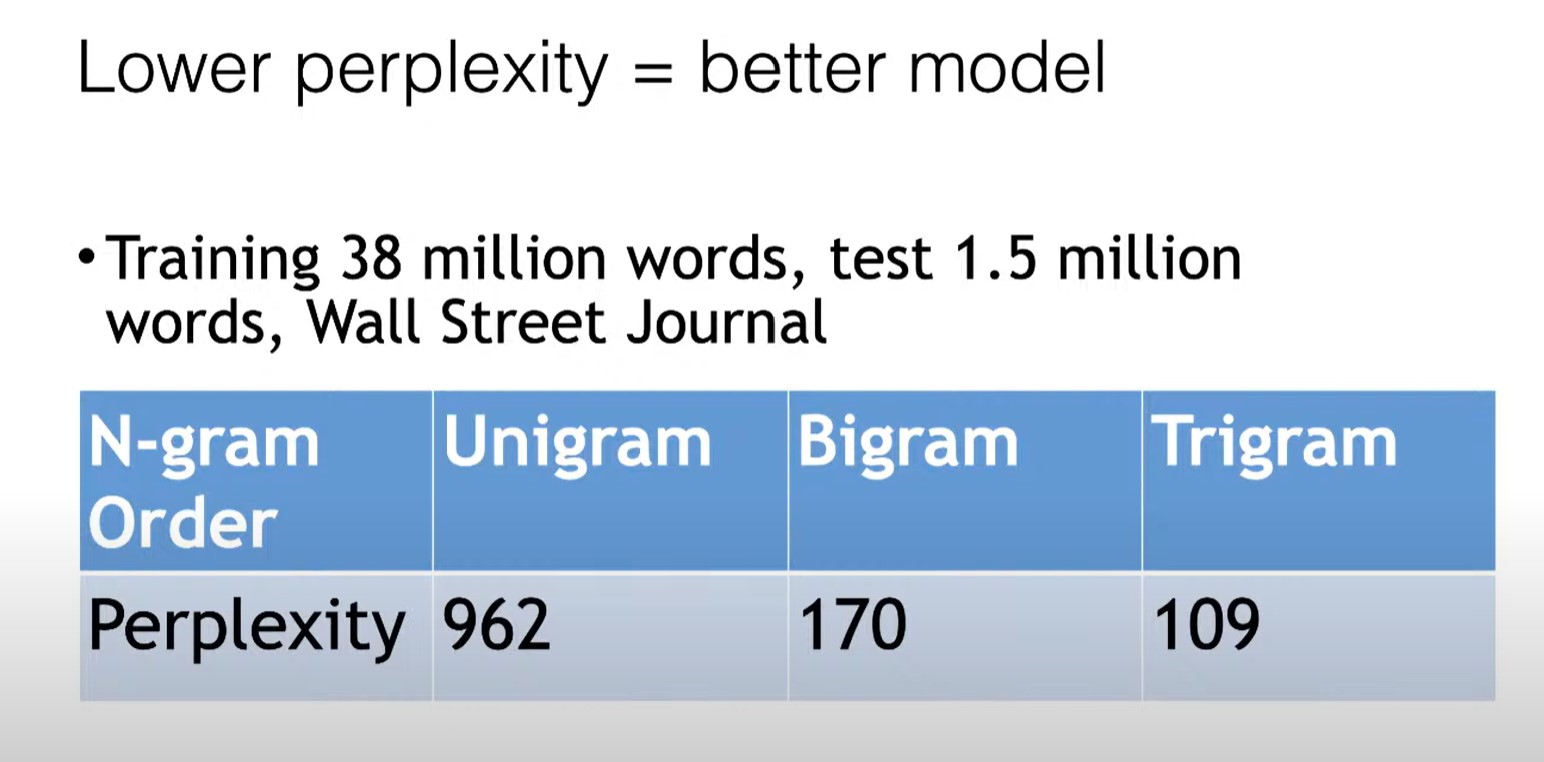 Lower perplexity = better model
•Training 38 million words, test 1.5 million
words, Wall Street Journal
N-gram Order Unigram Bigram Trigram
Perplexity 962 170 109